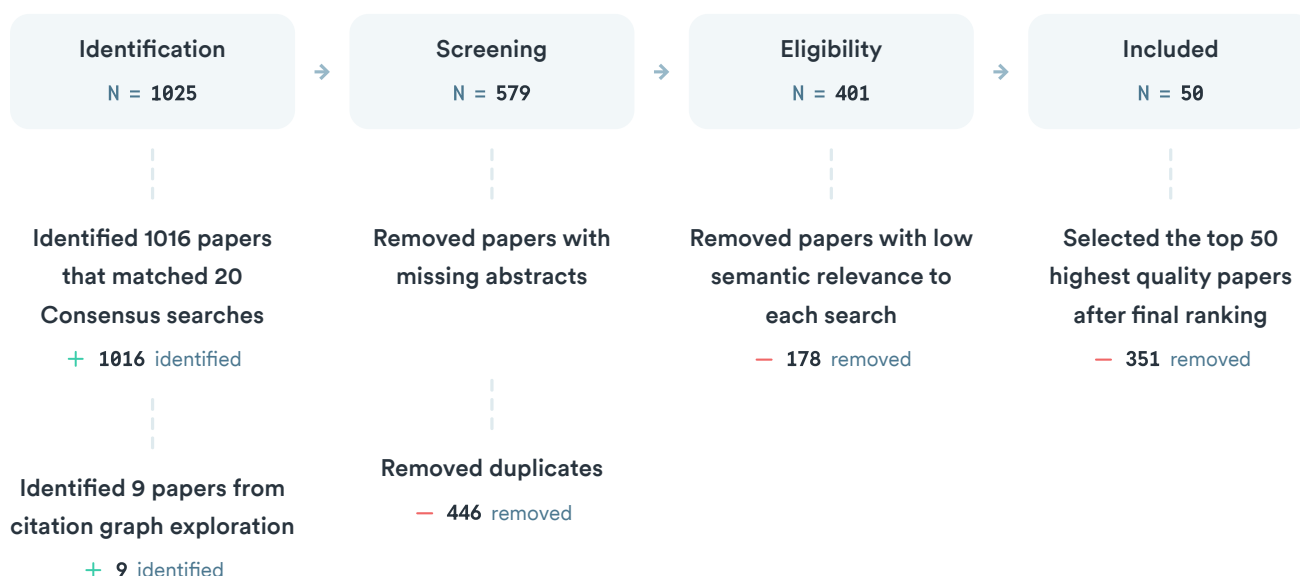 Identification
N = 1025
Identified 1016 papers
that matched 20
Consensus searches
+ 1016 identified
Identified 9 papers from
citation graph exploration
+ 9 identified
Screening
N = 579
Removed papers with
missing abstracts
Removed duplicates
− 446 removed
Eligibility
N = 401
Removed papers with low
semantic relevance to
each search
− 178 removed
Included
N = 50
Selected the top 50
highest quality papers
after final ranking
− 351 removed